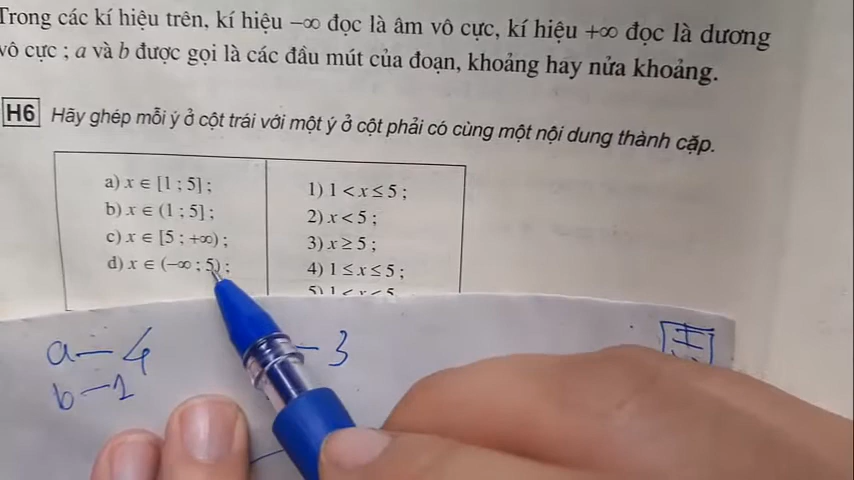 Trong các kí hiệu trên, kí hiệu −∞ đọc là âm vô cực, kí hiệu +∞ đọc là dương
vô cực ; a và b được gọi là các đầu mút của đoạn, khoảng hay nửa khoảng.
H6 Hãy ghép mỗi ý ở cột trái với một ý ở cột phải có cùng một nội dung thành cặp.
a) x ∈ [1 ; 5] ;
b) x ∈ (1 ; 5] ;
c) x ∈ [5 ; +∞) ;
d) x ∈ (−∞ ; 5) ;
1) 1 < x ≤ 5 ;
2) x < 5 ;
3) x ≥ 5 ;
4) 1 ≤ x ≤ 5 ;
5) 1 < x < 5
a – 4
– 3
b – 1